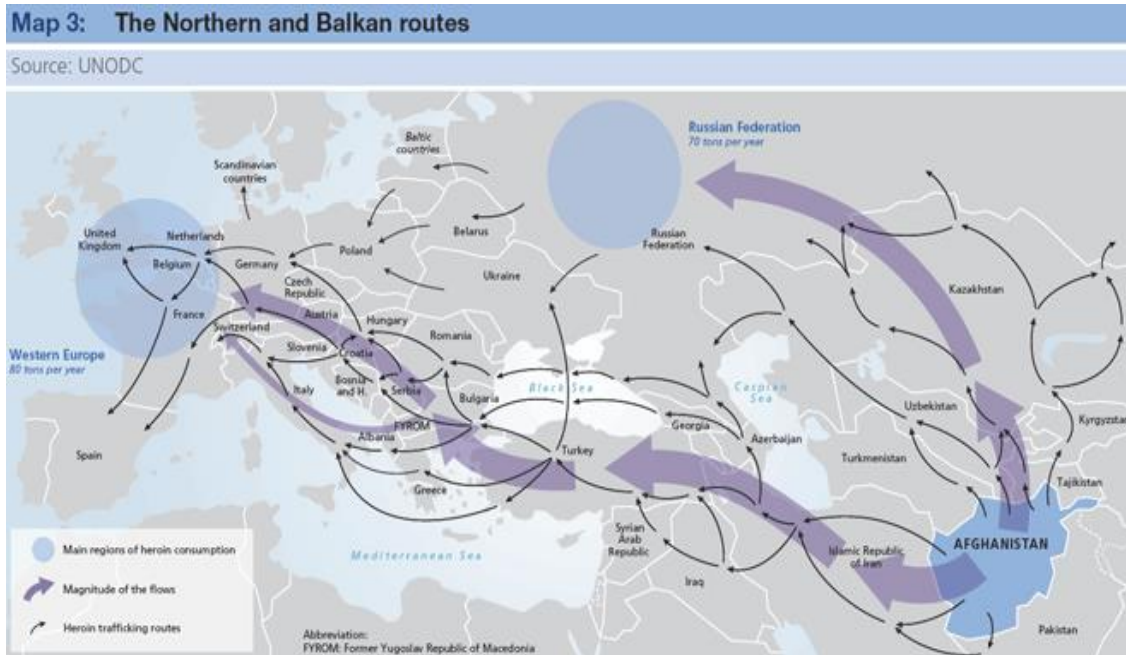 Map 3: The Northern and Balkan routes
Source: UNODC
Baltic
countries
Russian Federation
70 tons per year
Scandinavian
countries
United
Kingdom
Netherlands
Belgium
Germany
Poland
Belarus
Russian
Federation
Ukraine
Czech
Republic
Kazakhstan
France
Austria
Switzerland
Hungary
Romania
Western Europe
80 tons per year
Slovenia
Croatia
Italy
Bosnia
and H.
Serbia
Bulgaria
Black Sea
Caspian
Sea
Uzbekistan
Kyrgyzstan
FYROM
Albania
Georgia
Azerbaijan
Spain
Turkey
Turkmenistan
Tajikistan
Greece
Syrian
Arab
Republic
Mediterranean Sea
Islamic Republic
of Iran
AFGHANISTAN
Iraq
Pakistan
Main regions of heroin consumption
Magnitude of the flows
Heroin trafficking routes
Abbreviation:
FYROM: Former Yugoslav Republic of Macedonia